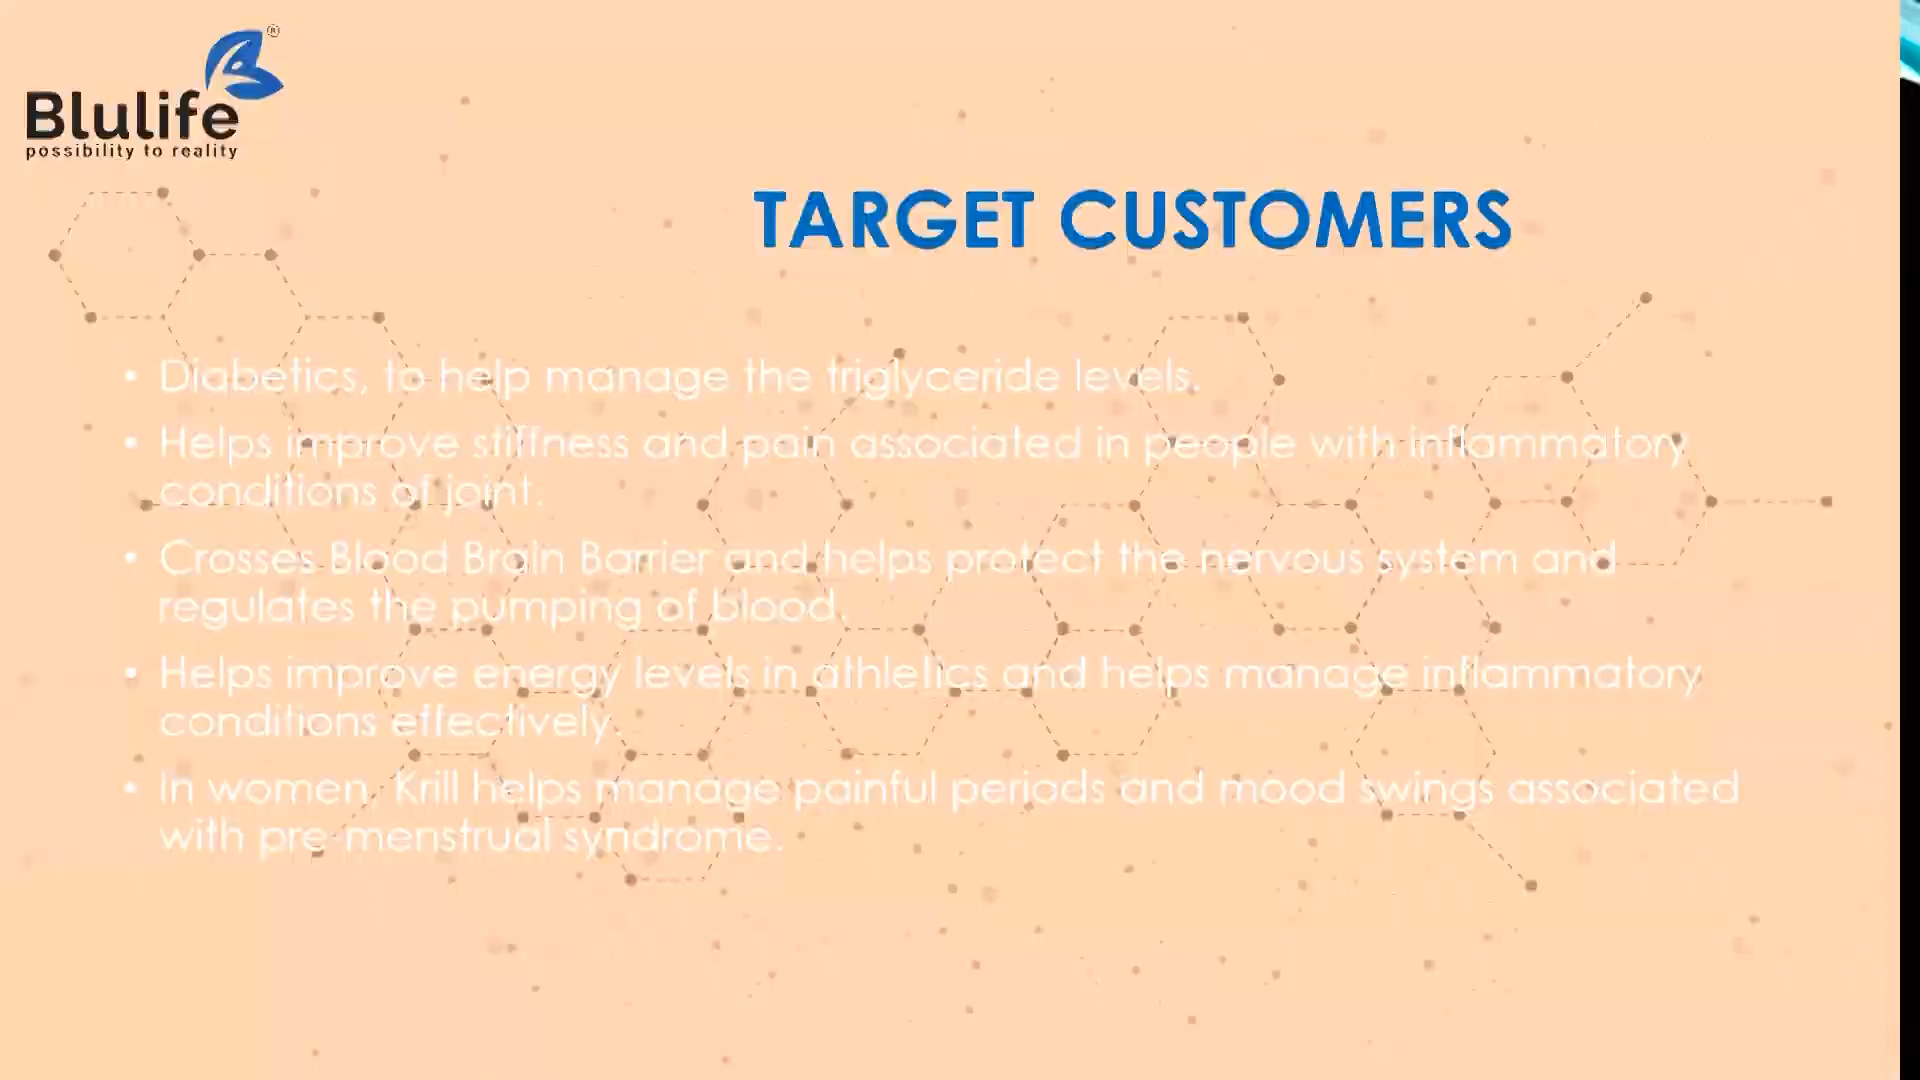 Blulife®
possibility to reality
TARGET CUSTOMERS
• Diabetics, to help manage the triglyceride levels.
• Helps improve stiffness and pain associated in people with inflammatory
conditions of joint.
• Crosses Blood Brain Barrier and helps protect the nervous system and
regulates the pumping of blood.
• Helps improve energy levels in athletics and helps manage inflammatory
conditions effectively.
• In women, Krill helps manage painful periods and mood swings associated
with pre-menstrual syndrome.